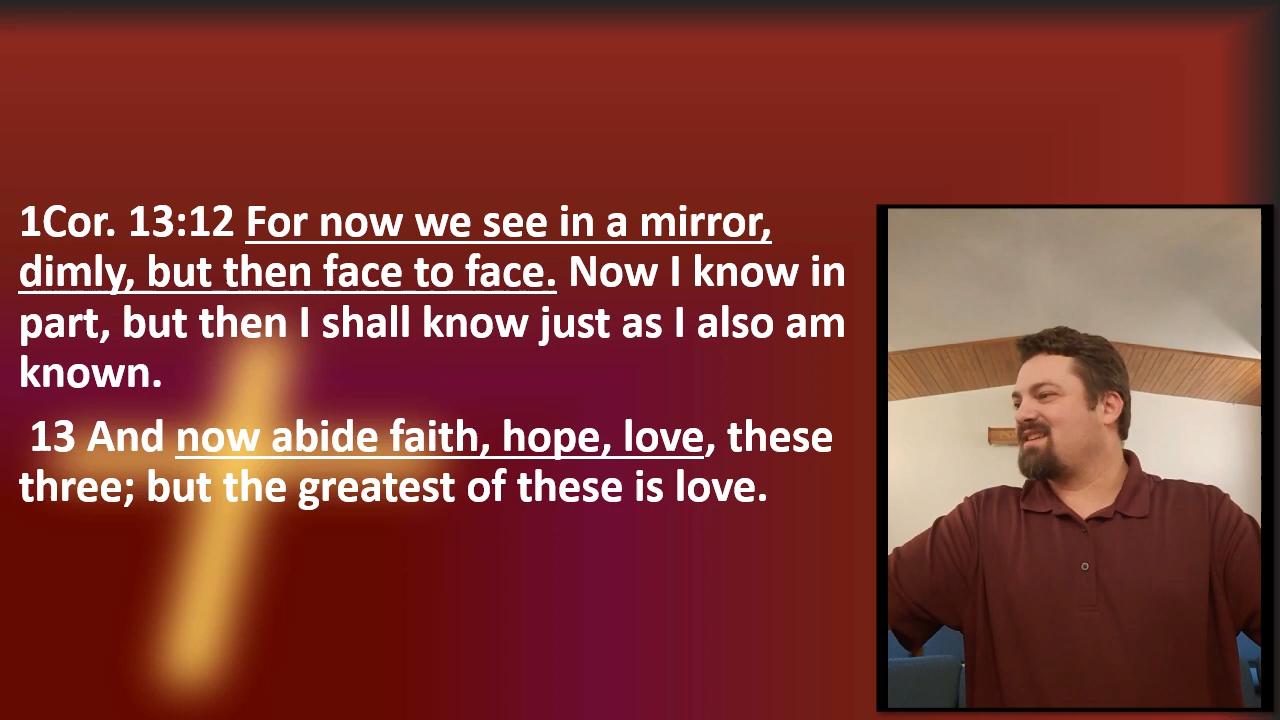 1Cor. 13:12 For now we see in a mirror,
dimly, but then face to face. Now I know in
part, but then I shall know just as I also am
known.
13 And now abide faith, hope, love, these
three; but the greatest of these is love.